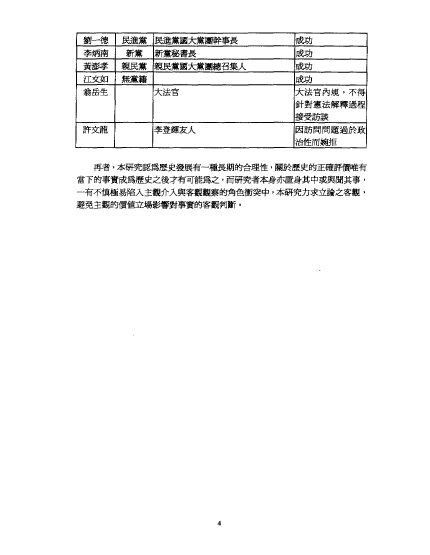 劉一德 民進黨 民進黨國大黨團幹事長 成功
李炳南 新黨 新黨秘書長 成功
黃澎孝 親民黨 親民黨國大黨團總召集人 成功
江文如 無黨籍 成功
翁岳生 大法官 大法官內規，不得
針對憲法解釋過程
接受訪談
許文龍 李登輝友人 因訪問問題過於政
治性而婉拒
再者，本研究認爲歷史發展有一種長期的合理性，關於歷史的正確評價唯有
當下的事實成爲歷史之後才有可能爲之，而研究者本身亦置身其中或與聞其事，
一有不慎極易陷入主觀介入與客觀觀察的角色衝突中，本研究力求立論之客觀，
避免主觀的價値立場影響對事實的客觀判斷。
4